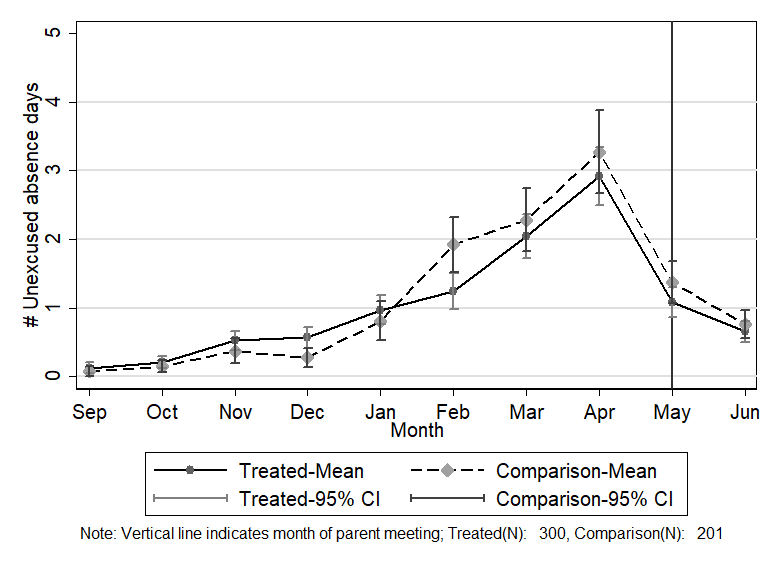 # Unexcused absence days
5
4
3
2
1
0
Sep Oct Nov Dec Jan Feb Mar Apr May Jun
Month
Treated-Mean Comparison-Mean
Treated-95% CI Comparison-95% CI
Note: Vertical line indicates month of parent meeting; Treated(N): 300, Comparison(N): 201